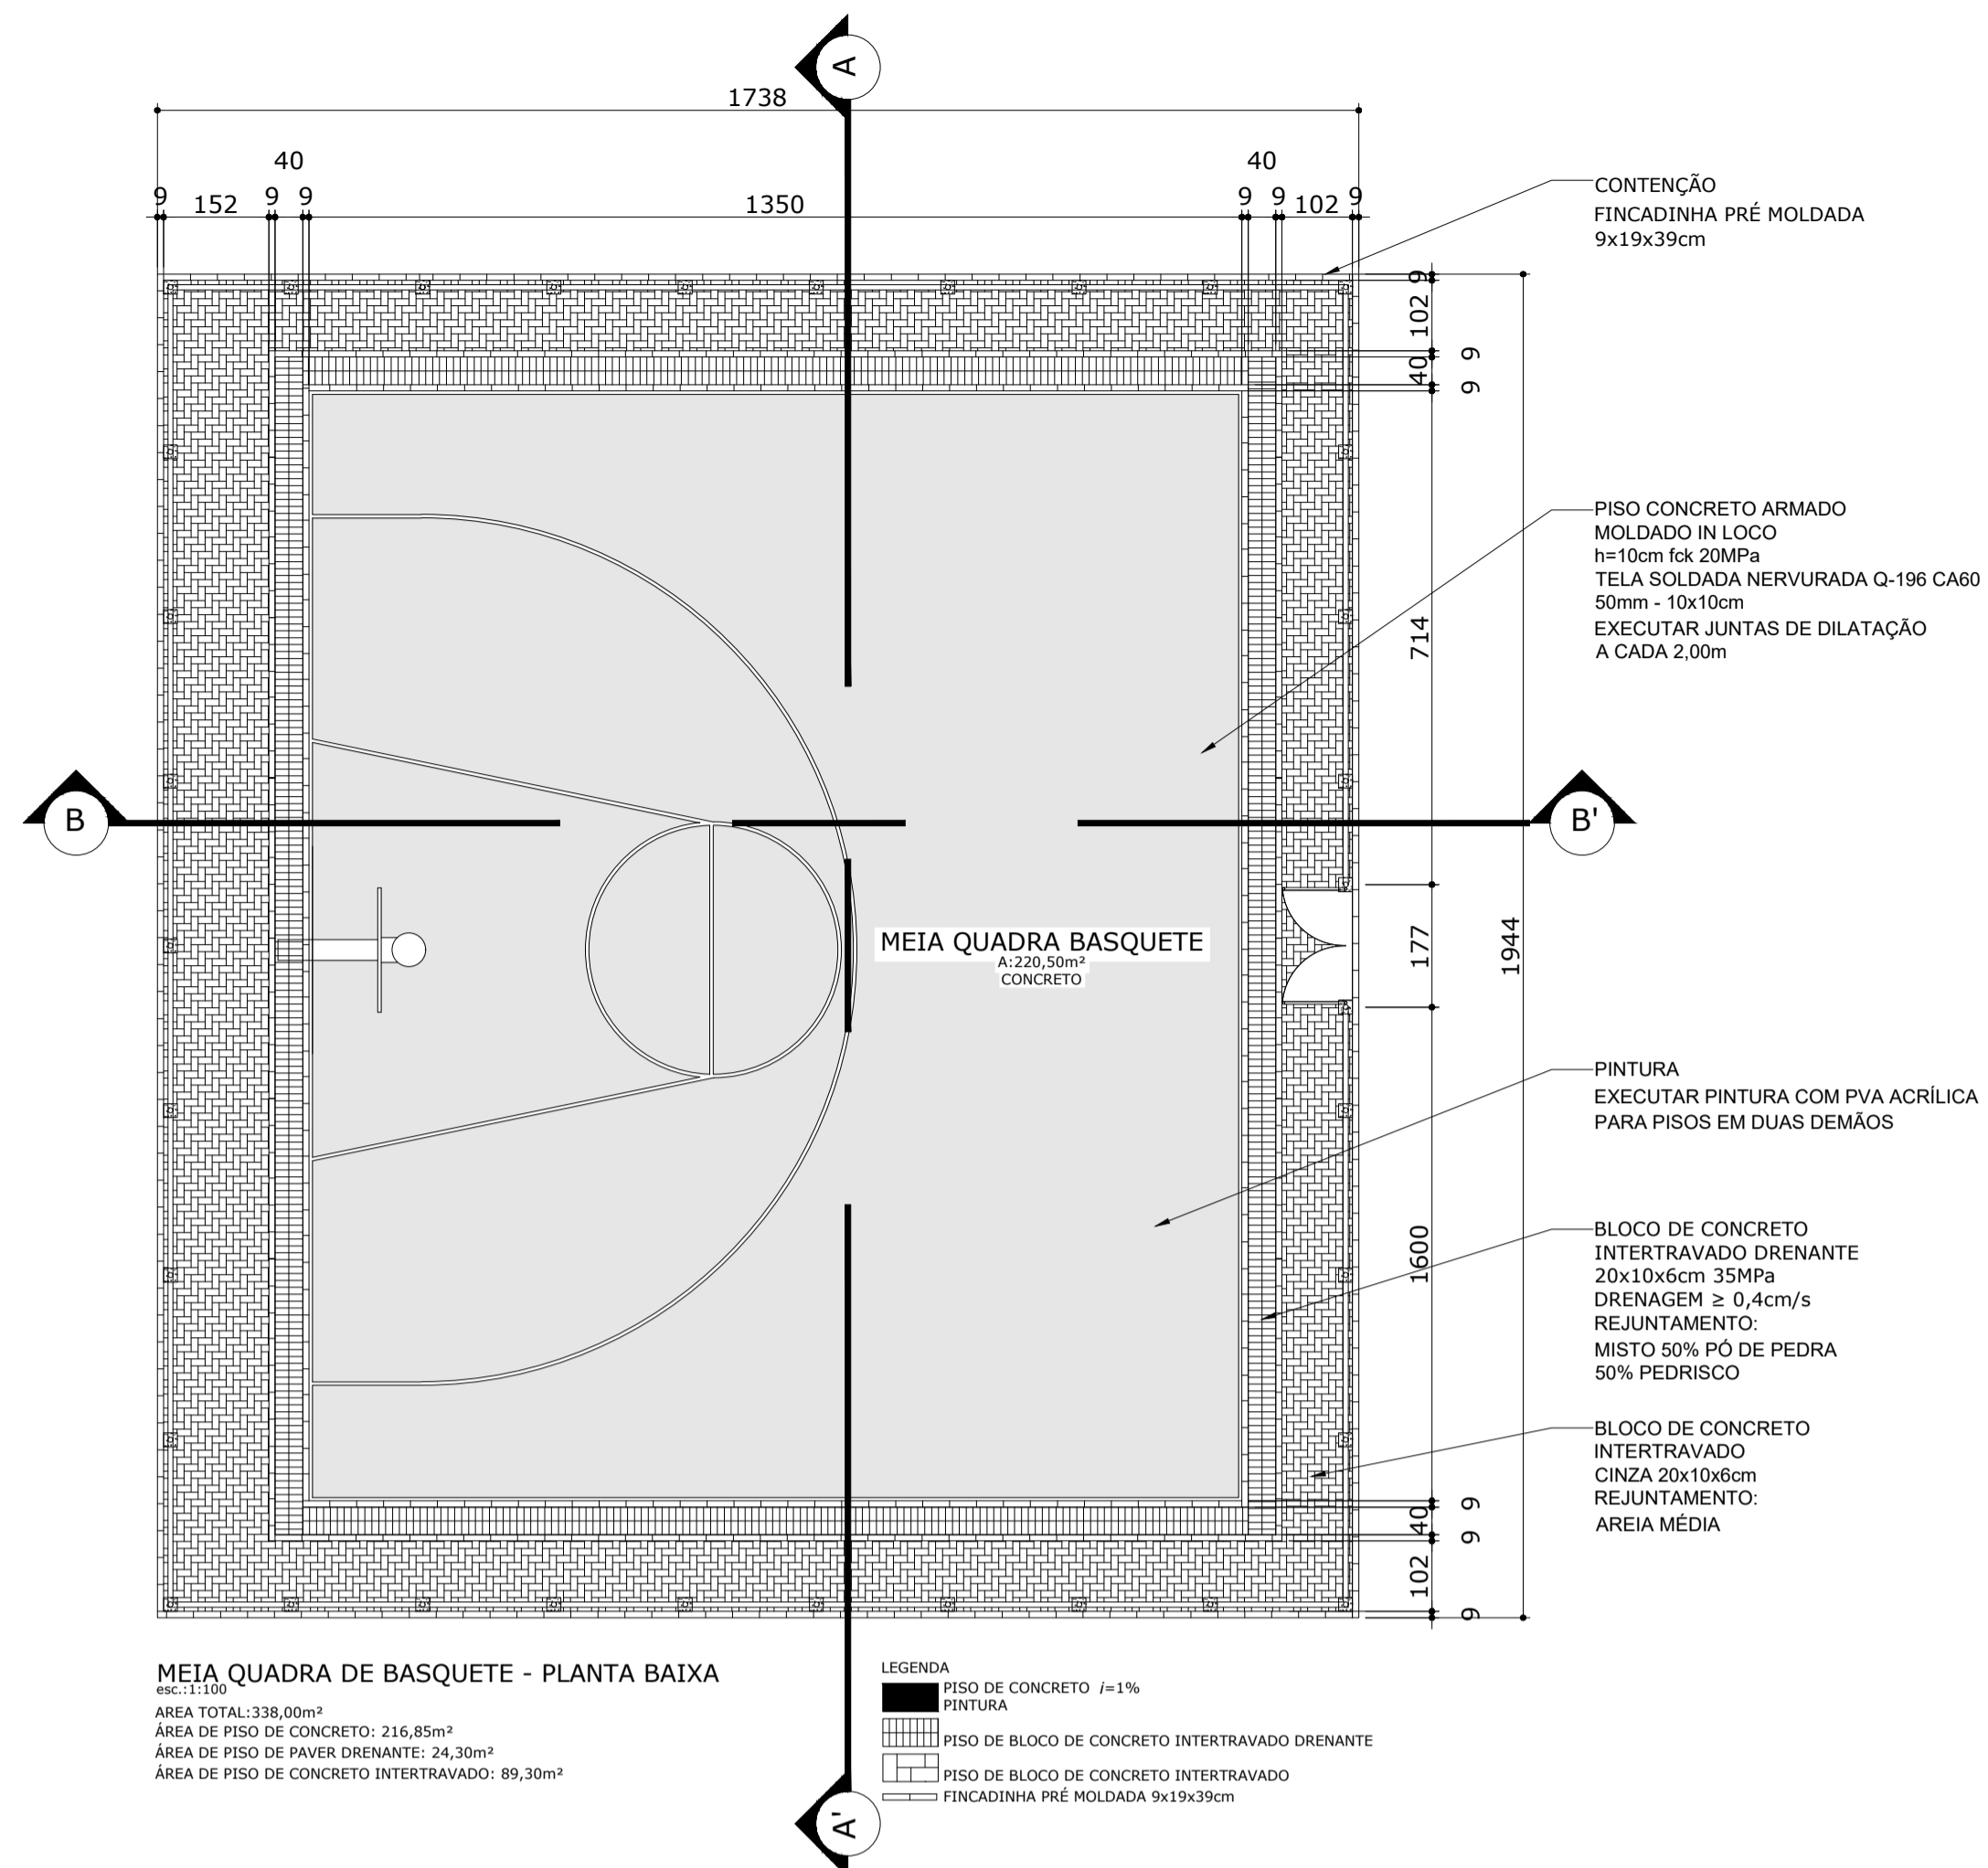 A
1738
40
40
9
152
9
9
1350
9
9
102
9
CONTENÇÃO
FINCADINHA PRÉ MOLDADA
9x19x39cm
9
102
9
40
9
PISO CONCRETO ARMADO
MOLDADO IN LOCO
h=10cm fck 20MPa
TELA SOLDADA NERVURADA Q-196 CA60
50mm - 10x10cm
EXECUTAR JUNTAS DE DILATAÇÃO
A CADA 2,00m
714
B
B'
MEIA QUADRA BASQUETE
A:220,50m²
CONCRETO
177
1944
PINTURA
EXECUTAR PINTURA COM PVA ACRÍLICA
PARA PISOS EM DUAS DEMÃOS
1600
BLOCO DE CONCRETO
INTERTRAVADO DRENANTE
20x10x6cm 35MPa
DRENAGEM ≥ 0,4cm/s
REJUNTAMENTO:
MISTO 50% PÓ DE PEDRA
50% PEDRISCO
BLOCO DE CONCRETO
INTERTRAVADO
CINZA 20x10x6cm
REJUNTAMENTO:
AREIA MÉDIA
9
40
9
102
9
MEIA QUADRA DE BASQUETE - PLANTA BAIXA
esc.:1:100
AREA TOTAL:338,00m²
ÁREA DE PISO DE CONCRETO: 216,85m²
ÁREA DE PISO DE PAVER DRENANTE: 24,30m²
ÁREA DE PISO DE CONCRETO INTERTRAVADO: 89,30m²
LEGENDA
PISO DE CONCRETO i=1%
PINTURA
PISO DE BLOCO DE CONCRETO INTERTRAVADO DRENANTE
PISO DE BLOCO DE CONCRETO INTERTRAVADO
FINCADINHA PRÉ MOLDADA 9x19x39cm
A'